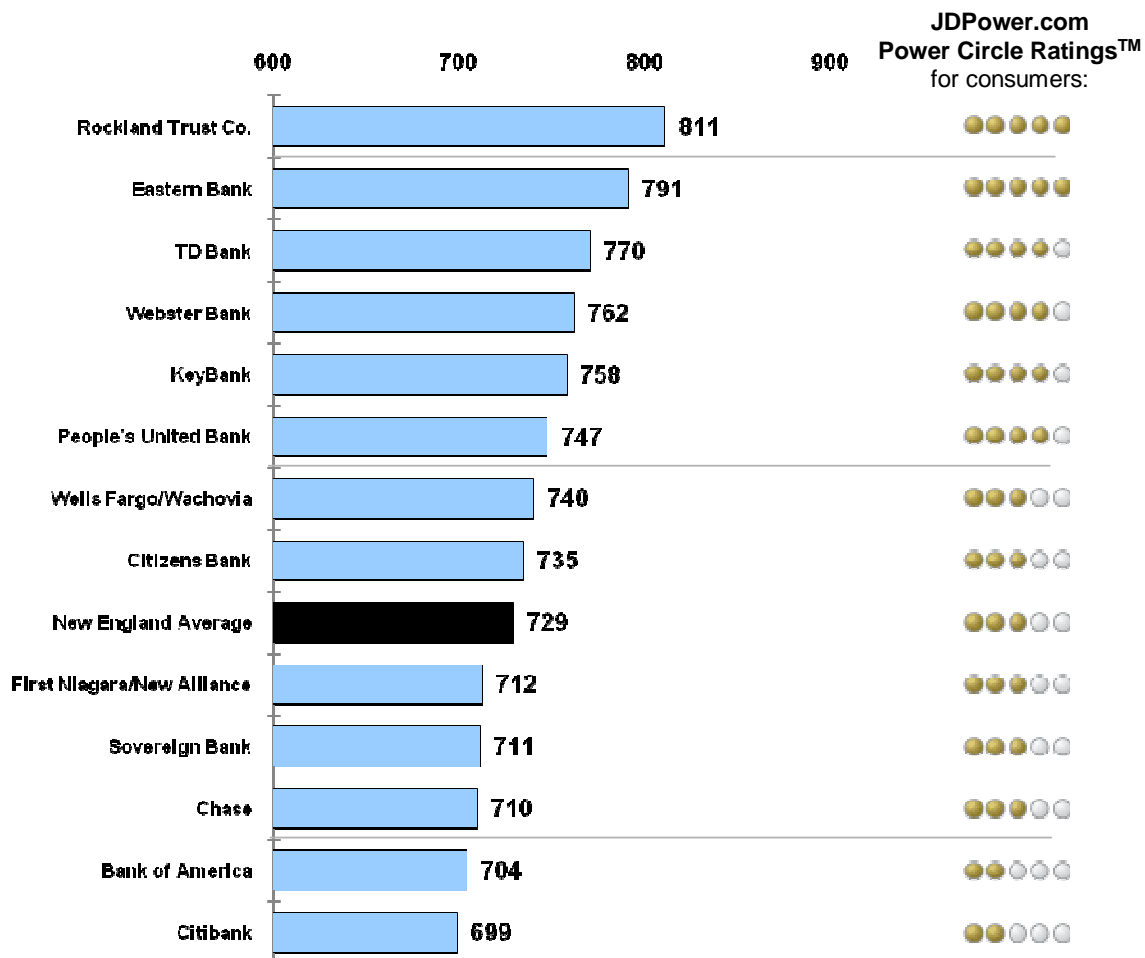 JDPower.com
Power Circle Ratings™
for consumers:
600 700 800 900
Rockland Trust Co. 811
Eastern Bank 791
TD Bank 770
Webster Bank 762
KeyBank 758
People's United Bank 747
Wells Fargo/Wachovia 740
Citizens Bank 735
New England Average 729
First Niagara/New Alliance 712
Sovereign Bank 711
Chase 710
Bank of America 704
Citibank 699